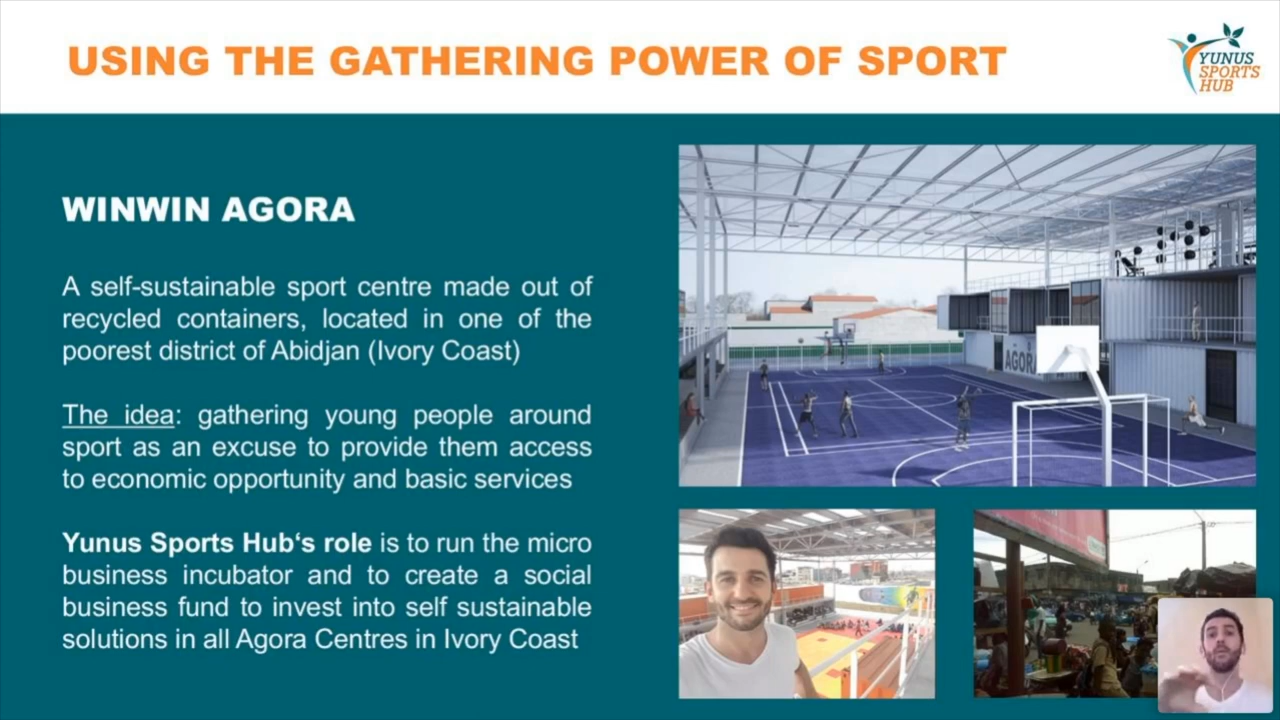 USING THE GATHERING POWER OF SPORT
YUNUS
SPORTS
HUB
WINWIN AGORA
A self-sustainable sport centre made out of
recycled containers, located in one of the
poorest district of Abidjan (Ivory Coast)
The idea: gathering young people around
sport as an excuse to provide them access
to economic opportunity and basic services
Yunus Sports Hub‘s role is to run the micro
business incubator and to create a social
business fund to invest into self sustainable
solutions in all Agora Centres in Ivory Coast
AGORA